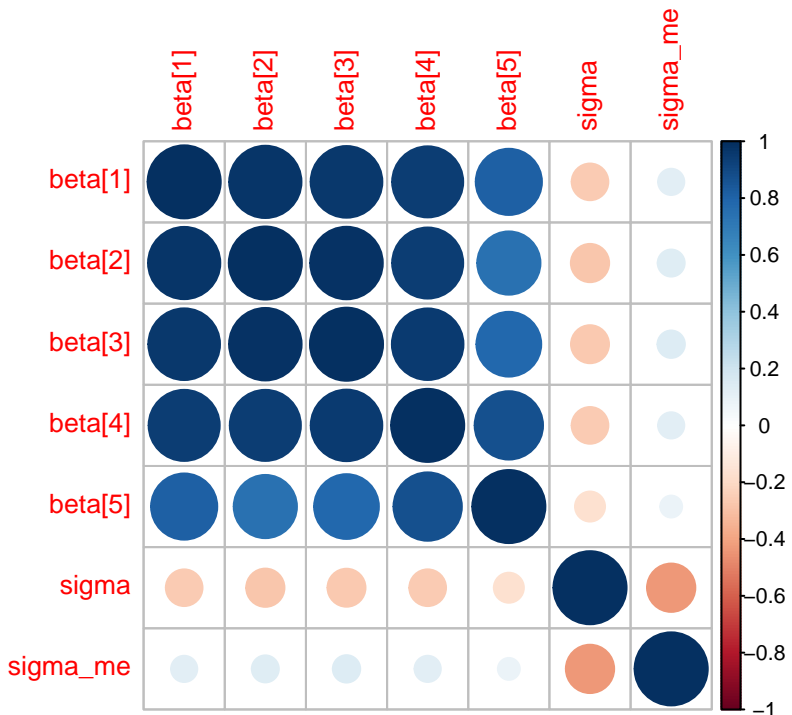 beta[1]
beta[2]
beta[3]
beta[4]
beta[5]
sigma
sigma_me
beta[1]
beta[2]
beta[3]
beta[4]
beta[5]
sigma
sigma_me
1
0.8
0.6
0.4
0.2
0
−0.2
−0.4
−0.6
−0.8
−1